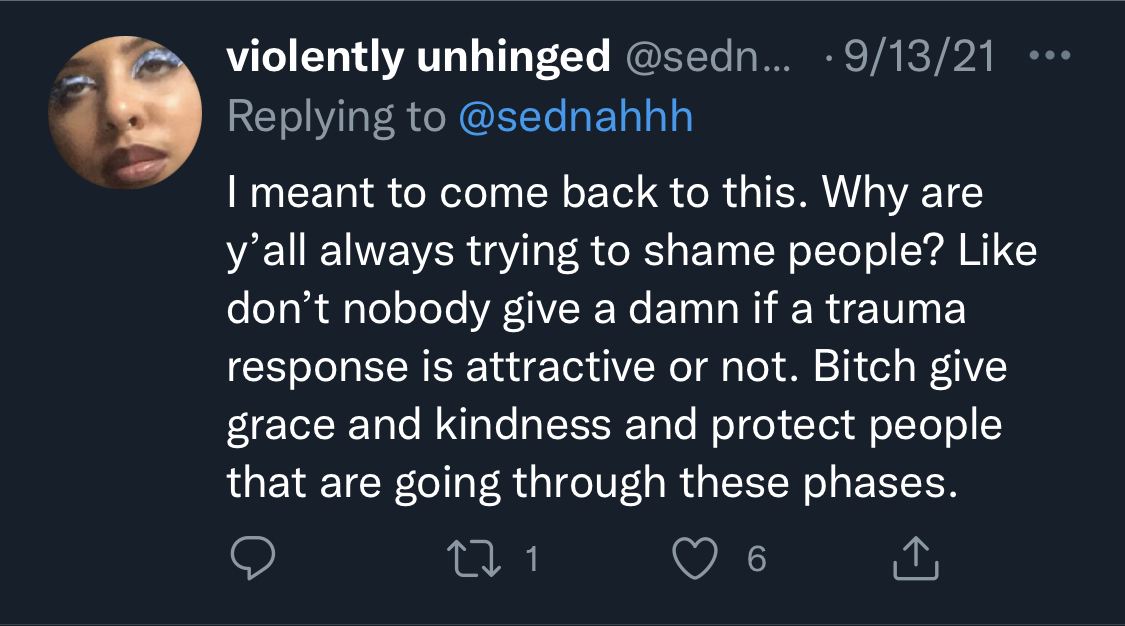 violently unhinged @sedn... · 9/13/21
Replying to @sednahhh
I meant to come back to this. Why are
y’all always trying to shame people? Like
don’t nobody give a damn if a trauma
response is attractive or not. Bitch give
grace and kindness and protect people
that are going through these phases.
1 6